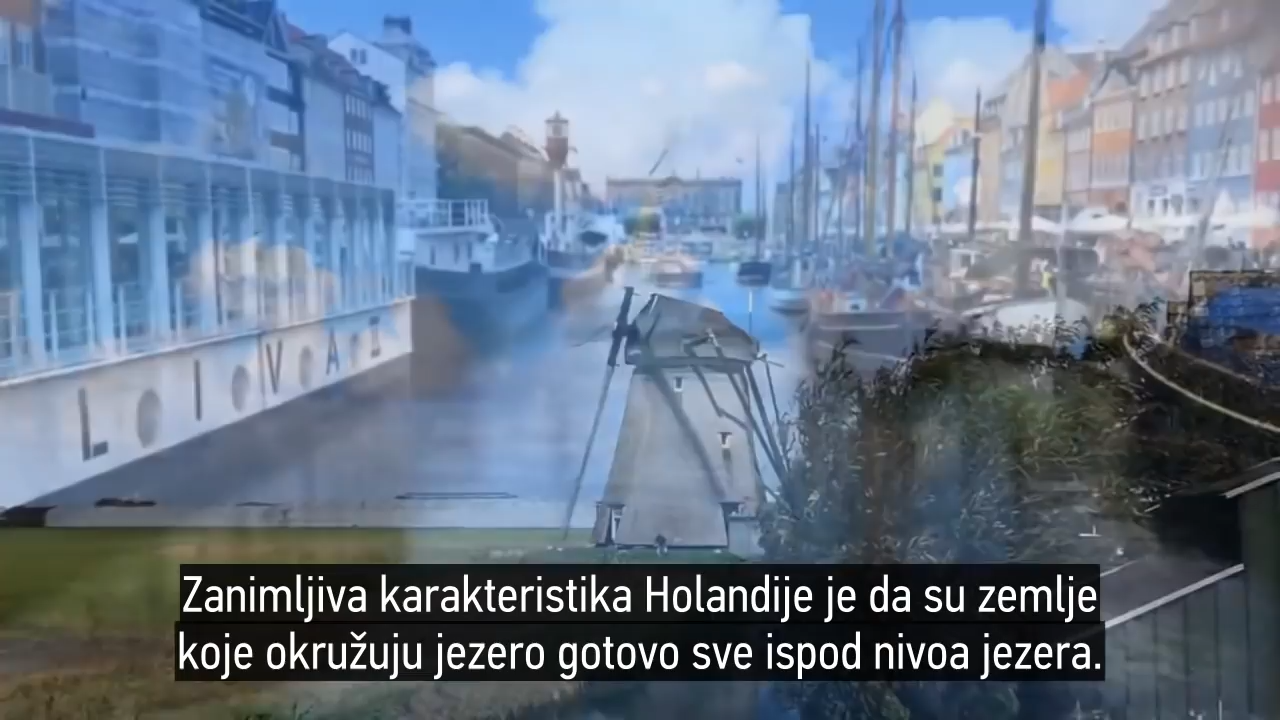 L I V A I
Zanimljiva karakteristika Holandije je da su zemlje
koje okružuju jezero gotovo sve ispod nivoa jezera.